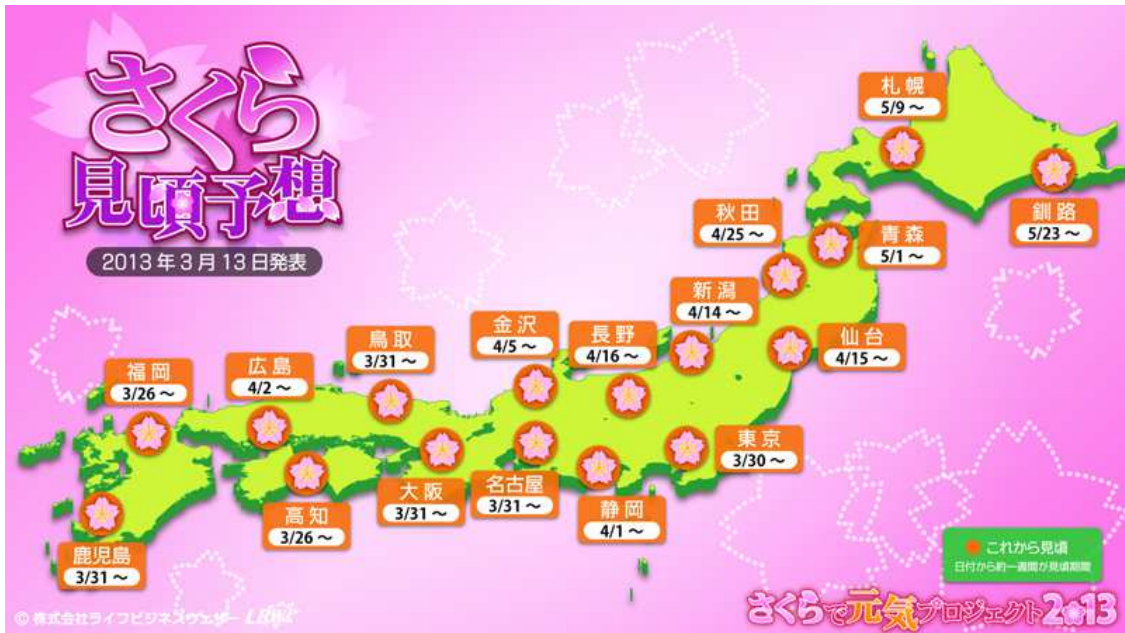 さくら
見頃予想
2013年3月13日発表
札幌
5/9～
釧路
5/23～
秋田
4/25～
青森
5/1～
新潟
4/14～
仙台
4/15～
金沢
4/5～
長野
4/16～
鳥取
3/31～
広島
4/2～
福岡
3/26～
東京
3/30～
名古屋
3/31～
静岡
4/1～
大阪
3/31～
高知
3/26～
鹿児島
3/31～
これから見頃
日付から約一週間が見頃期間
© 株式会社ライフビジネスウェザー
さくらで元気プロジェクト2013